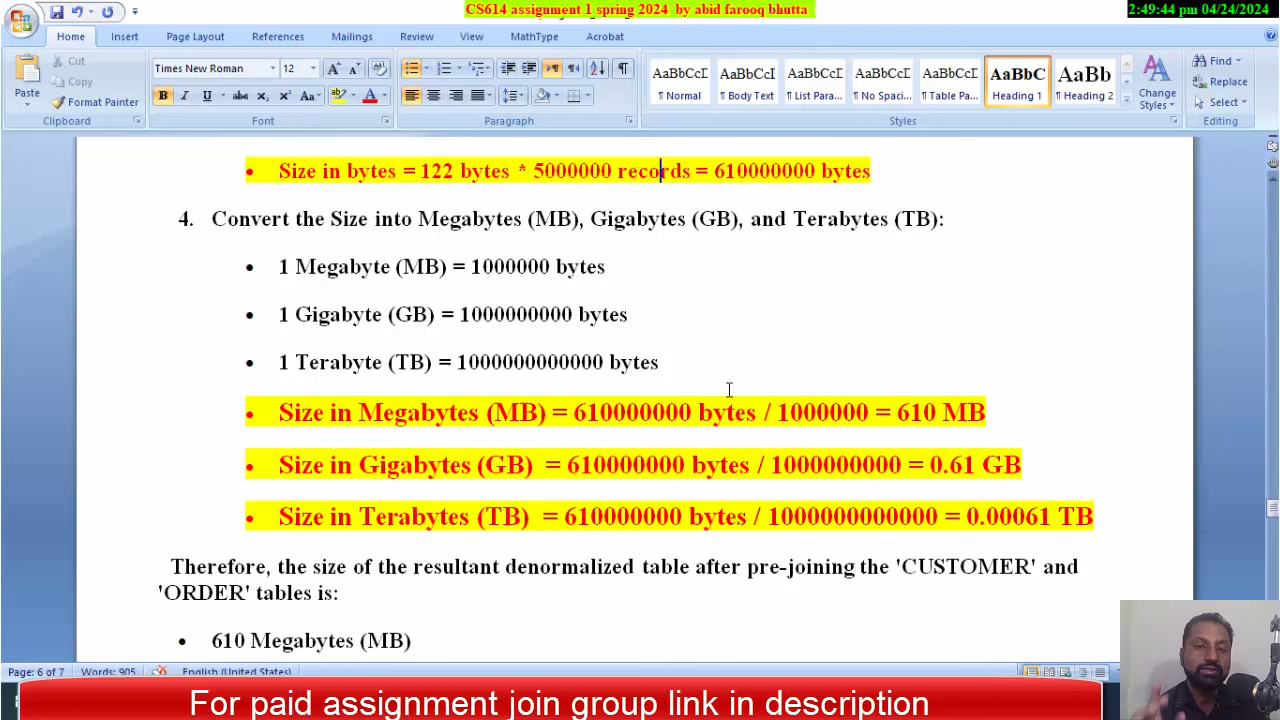 CS614 assignment 1 spring 2024 by abid farooq bhutta
2:49:44 pm 04/24/2024
Home Insert Page Layout References Mailings Review View MathType Acrobat
Paste
Cut
Copy
Format Painter
Clipboard
Times New Roman 12
Font
Paragraph
AaBbCcI AaBbCcI AaBbCcI AaBbCcI AaBbCcI AaBbC AaBb
¶ Normal ¶ Body Text ¶ List Para... ¶ No Spaci... ¶ Table Pa... Heading 1 ¶ Heading 2
Change Styles
Styles
Find
Replace
Select
Editing
• Size in bytes = 122 bytes * 5000000 records = 610000000 bytes
4. Convert the Size into Megabytes (MB), Gigabytes (GB), and Terabytes (TB):
• 1 Megabyte (MB) = 1000000 bytes
• 1 Gigabyte (GB) = 1000000000 bytes
• 1 Terabyte (TB) = 1000000000000 bytes
• Size in Megabytes (MB) = 610000000 bytes / 1000000 = 610 MB
• Size in Gigabytes (GB) = 610000000 bytes / 1000000000 = 0.61 GB
• Size in Terabytes (TB) = 610000000 bytes / 1000000000000 = 0.00061 TB
Therefore, the size of the resultant denormalized table after pre-joining the 'CUSTOMER' and
'ORDER' tables is:
• 610 Megabytes (MB)
Page: 6 of 7 Words: 905 English (United States)
For paid assignment join group link in description